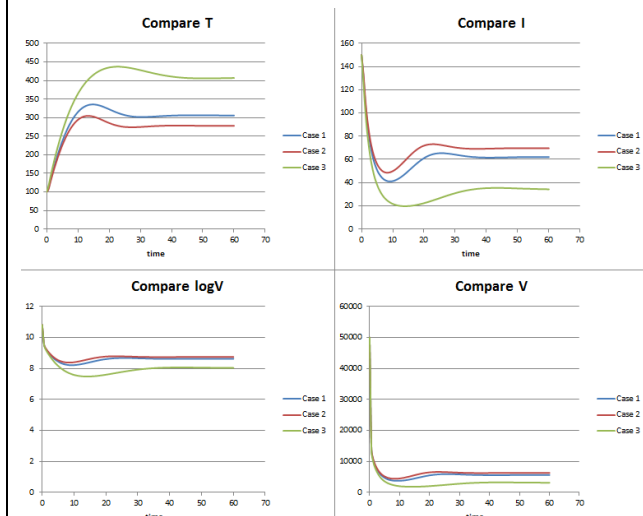 Compare T
500
450
400
350
300
250
200
150
100
50
0
0 10 20 30 40 50 60 70
time
Case 1
Case 2
Case 3
Compare I
160
140
120
100
80
60
40
20
0
0 10 20 30 40 50 60 70
time
Case 1
Case 2
Case 3
Compare logV
12
10
8
6
4
2
0
0 10 20 30 40 50 60 70
time
Case 1
Case 2
Case 3
Compare V
60000
50000
40000
30000
20000
10000
0
0 10 20 30 40 50 60 70
time
Case 1
Case 2
Case 3